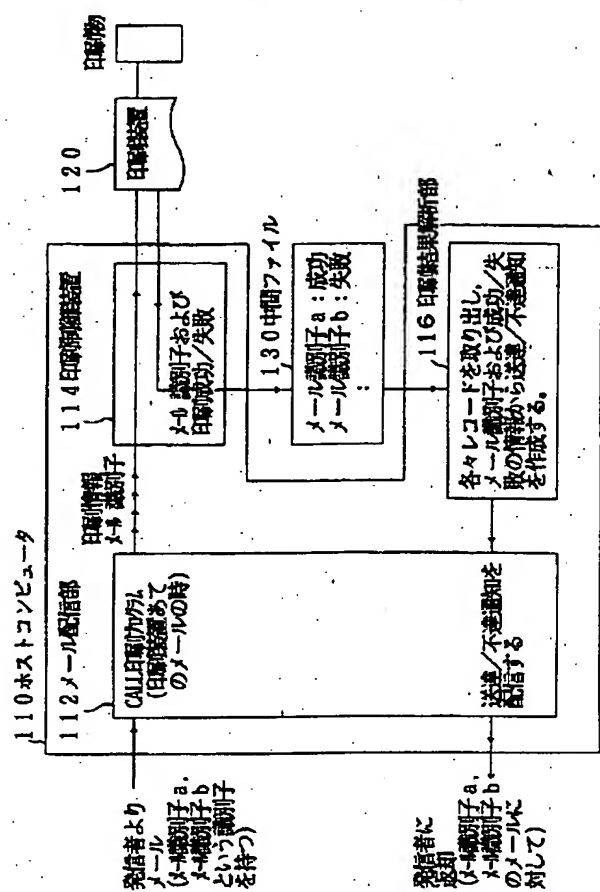 110ホストコンピュータ
112メール配信部
CALL印刷プログラム
(印刷装置あて
のメールの時)
送達/不達通知を
配信する
発信者より
メール
(メール識別子a,
メール識別子b
という識別子
を持つ)
発信者に
返却
(メール識別子a,
メール識別子b
のメールに
対して)
印刷情報
メール識別子
114印刷制御装置
メール識別子および
印刷成功/失敗
120
印刷装置
印刷物
130中間ファイル
メール識別子a:成功
メール識別子b:失敗
:
116印刷結果解析部
各々レコードを取り出し,
メール識別子および成功/失
敗の情報から送達/不達通知
を作成する。